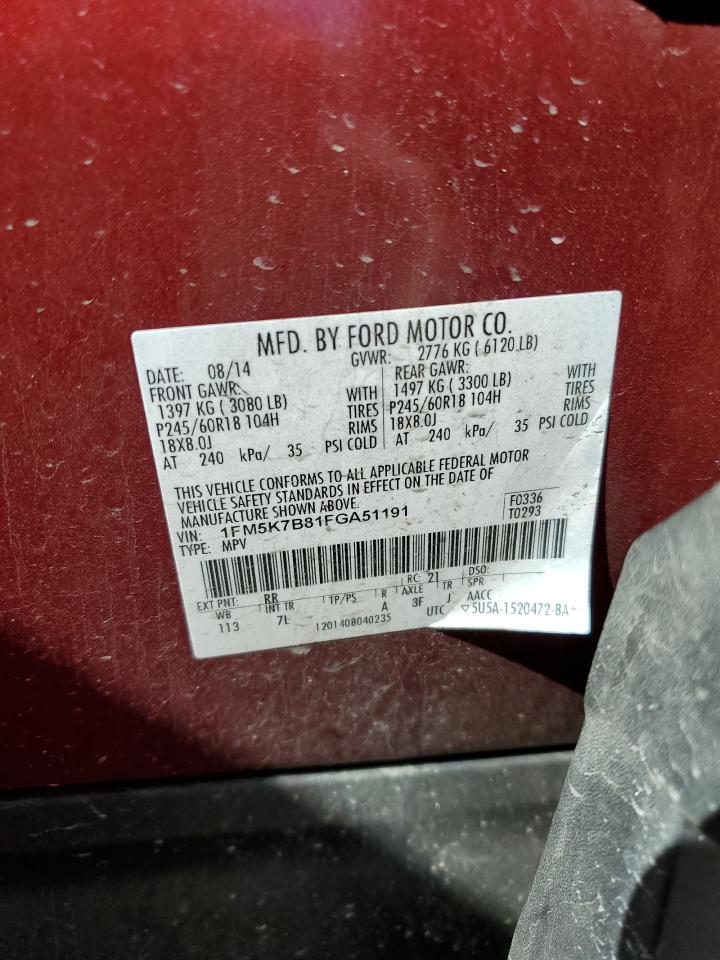 MFD. BY FORD MOTOR CO.
DATE: 08/14 GVWR: 2776 KG ( 6120 LB)
FRONT GAWR: REAR GAWR:
1397 KG ( 3080 LB) WITH 1497 KG ( 3300 LB) WITH
P245/60R18 104H TIRES P245/60R18 104H TIRES
18X8.0J RIMS 18X8.0J RIMS
AT 240 kPa/ 35 PSI COLD AT 240 kPa/ 35 PSI COLD
THIS VEHICLE CONFORMS TO ALL APPLICABLE FEDERAL MOTOR
VEHICLE SAFETY STANDARDS IN EFFECT ON THE DATE OF
MANUFACTURE SHOWN ABOVE.
VIN: 1FM5K7B81FGA51191 F0336
TYPE: MPV T0293
EXT PNT: RR RC: 21 DSO:
WB INT TR TP/PS R AXLE TR SPR
113 7L A 3F J AACC
1201408040235 UTC ▽5U5A-1520472-BA